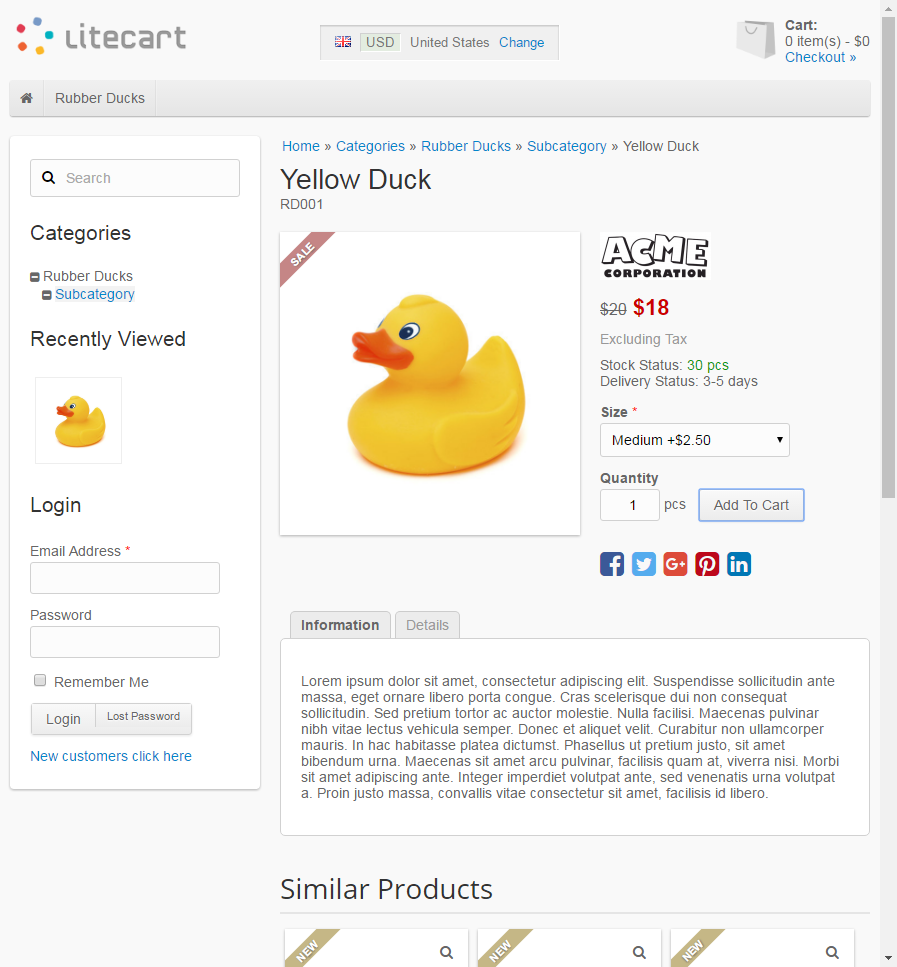 litecart
USD United States Change
Cart:
0 item(s) - $0
Checkout »
Rubber Ducks
Search
Categories
Rubber Ducks
Subcategory
Recently Viewed
Login
Email Address *
Password
Remember Me
Login Lost Password
New customers click here
Home » Categories » Rubber Ducks » Subcategory » Yellow Duck
Yellow Duck
RD001
SALE
ACME
CORPORATION
$20 $18
Excluding Tax
Stock Status: 30 pcs
Delivery Status: 3-5 days
Size *
Medium +$2.50
Quantity
1 pcs Add To Cart
Information Details
Lorem ipsum dolor sit amet, consectetur adipiscing elit. Suspendisse sollicitudin ante
massa, eget ornare libero porta congue. Cras scelerisque dui non consequat
sollicitudin. Sed pretium tortor ac auctor molestie. Nulla facilisi. Maecenas pulvinar
nibh vitae lectus vehicula semper. Donec et aliquet velit. Curabitur non ullamcorper
mauris. In hac habitasse platea dictumst. Phasellus ut pretium justo, sit amet
bibendum urna. Maecenas sit amet arcu pulvinar, facilisis quam at, viverra nisi. Morbi
sit amet adipiscing ante. Integer imperdiet volutpat ante, sed venenatis urna volutpat
a. Proin justo massa, convallis vitae consectetur sit amet, facilisis id libero.
Similar Products
NEW NEW NEW